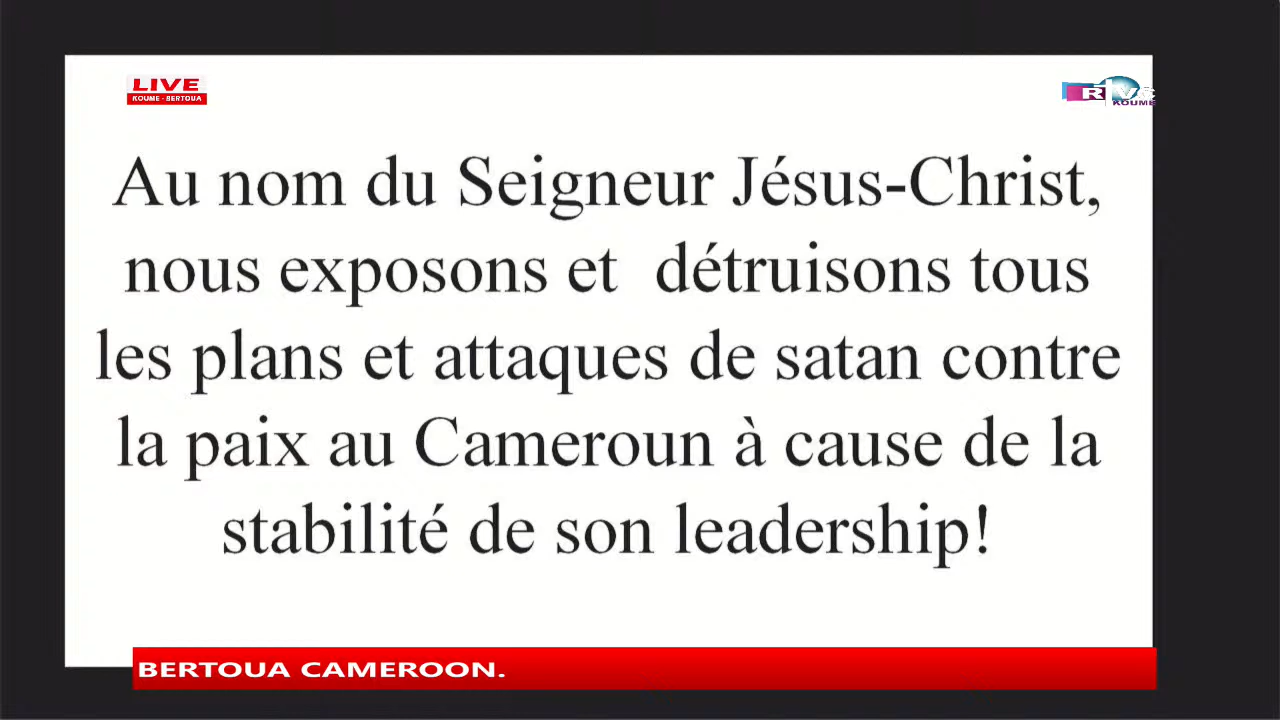 LIVE
KOUME - BERTOUA
KOUME
Au nom du Seigneur Jésus-Christ,
nous exposons et détruisons tous
les plans et attaques de satan contre
la paix au Cameroun à cause de la
stabilité de son leadership!
BERTOUA CAMEROON.